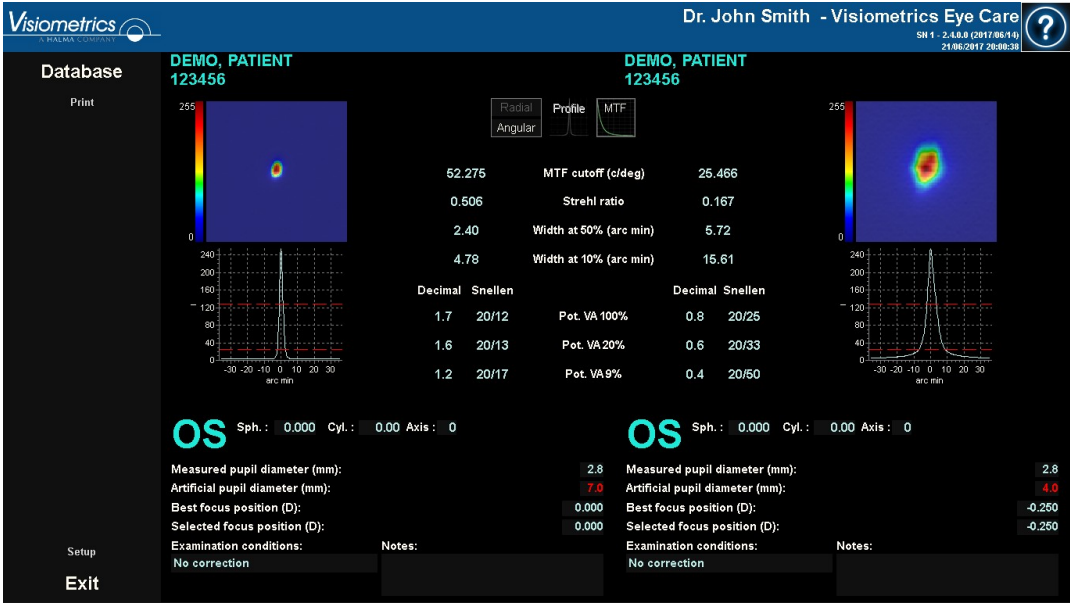 Visiometrics
A HALMA COMPANY
Dr. John Smith - Visiometrics Eye Care
SN 1 - 2.4.0.0 (2017/06/14)
21/06/2017 20:00:38
?
Database
Print
Setup
Exit
DEMO, PATIENT
123456
DEMO, PATIENT
123456
Radial Profile MTF
Angular
255
0
255
0
52.275 MTF cutoff (c/deg) 25.466
0.506 Strehl ratio 0.167
2.40 Width at 50% (arc min) 5.72
4.78 Width at 10% (arc min) 15.61
Decimal Snellen Decimal Snellen
1.7 20/12 Pot. VA 100% 0.8 20/25
1.6 20/13 Pot. VA 20% 0.6 20/33
1.2 20/17 Pot. VA 9% 0.4 20/50
240
200
160
120
80
40
0
-30 -20 -10 0 10 20 30
arc min
240
200
160
120
80
40
0
-30 -20 -10 0 10 20 30
arc min
OS Sph. : 0.000 Cyl. : 0.00 Axis : 0
Measured pupil diameter (mm): 2.8
Artificial pupil diameter (mm): 7.0
Best focus position (D): 0.000
Selected focus position (D): 0.000
Examination conditions: Notes:
No correction
OS Sph. : 0.000 Cyl. : 0.00 Axis : 0
Measured pupil diameter (mm): 2.8
Artificial pupil diameter (mm): 4.0
Best focus position (D): -0.250
Selected focus position (D): -0.250
Examination conditions: Notes:
No correction